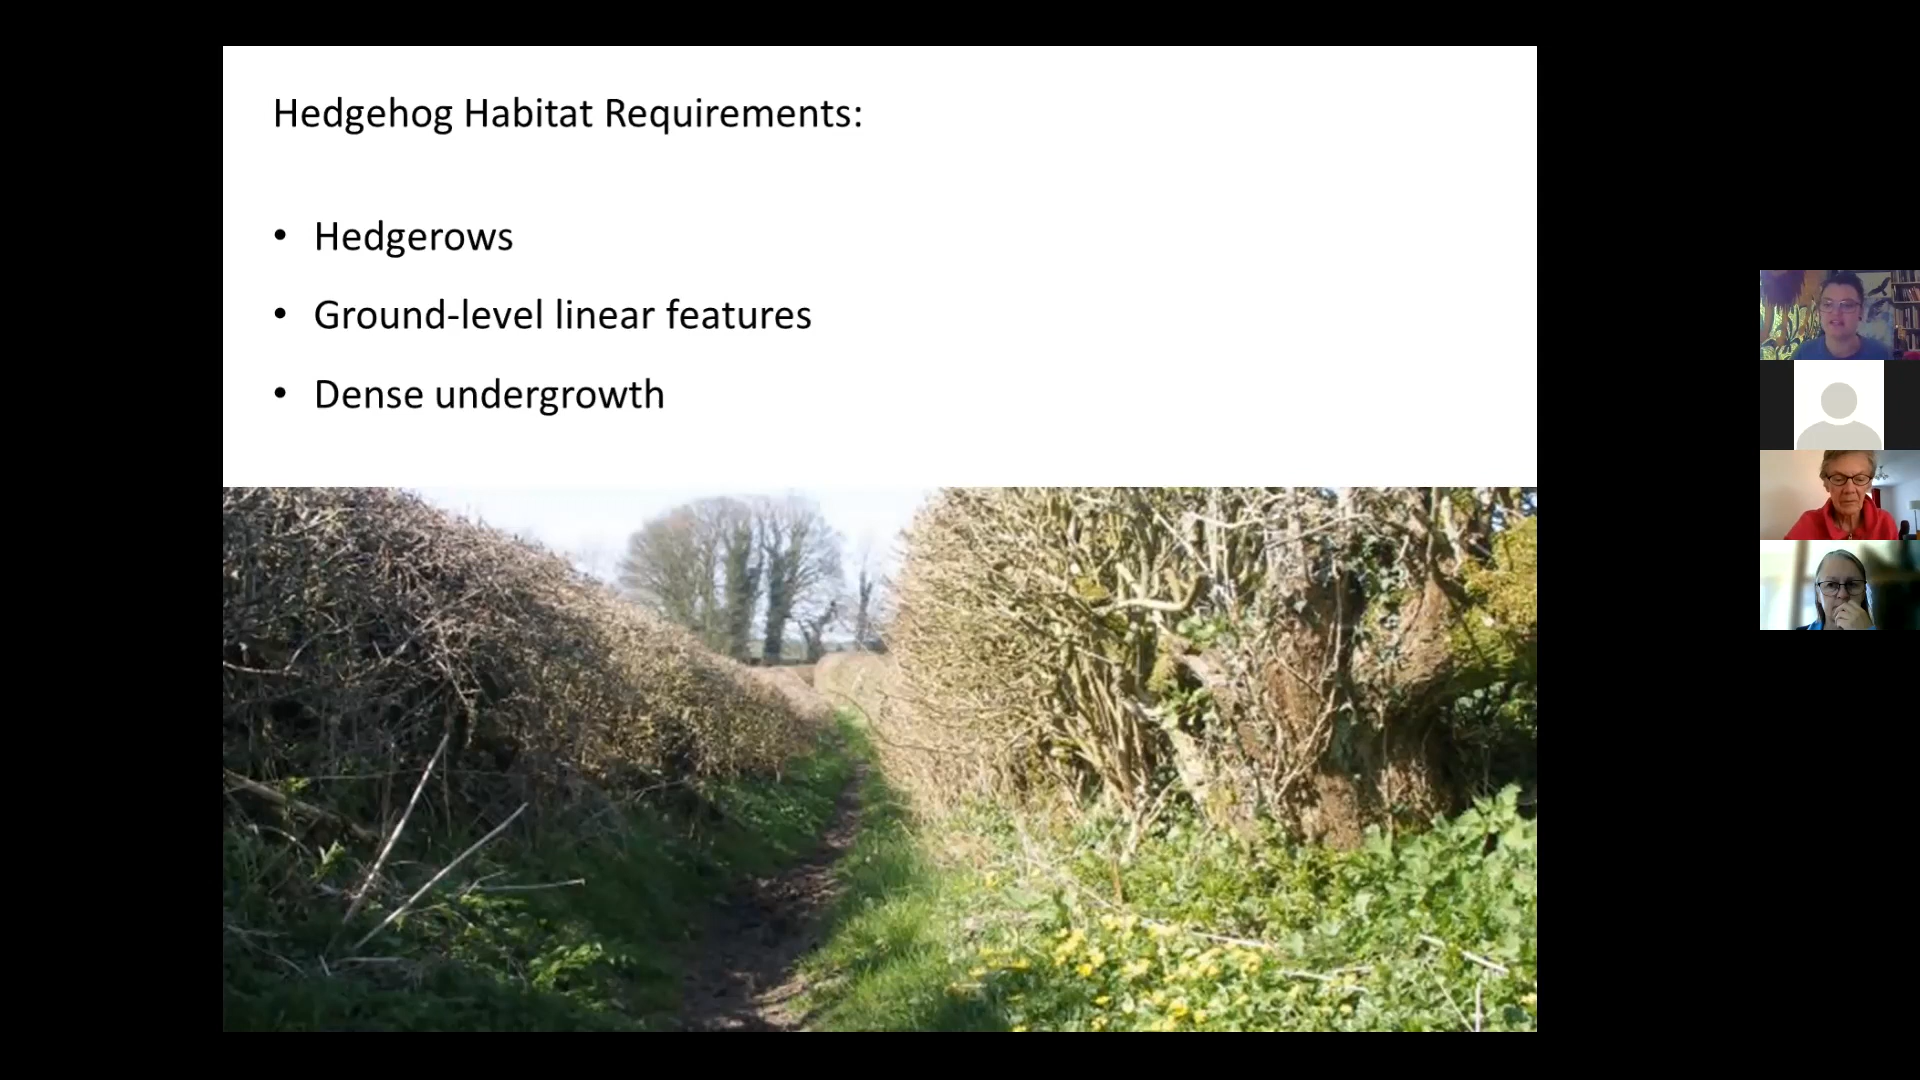 Hedgehog Habitat Requirements:
• Hedgerows
• Ground-level linear features
• Dense undergrowth